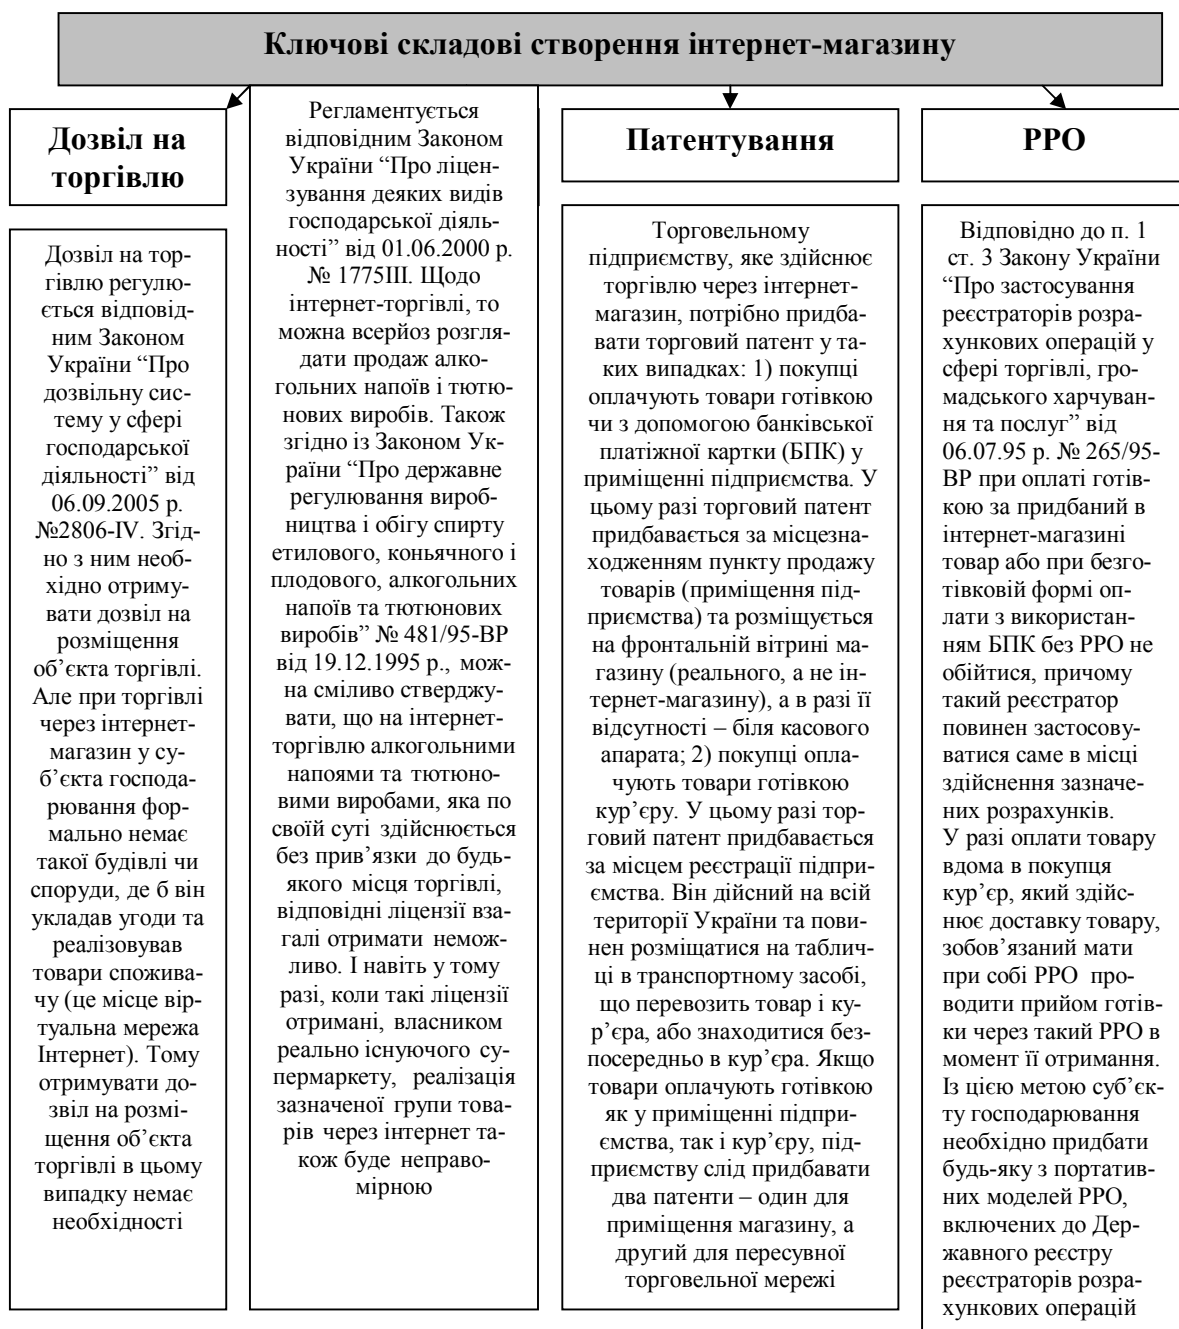 Ключові складові створення інтернет-магазину
Дозвіл на
торгівлю
Дозвіл на тор-
гівлю регулю-
ється відповід-
ним Законом
України “Про
дозвільну сис-
тему у сфері
господарської
діяльності” від
06.09.2005 р.
№2806-IV. Згід-
но з ним необ-
хідно отриму-
вати дозвіл на
розміщення
об’єкта торгівлі.
Але при торгівлі
через інтернет-
магазин у су-
б’єкта господа-
рювання фор-
мально немає
такої будівлі чи
споруди, де б він
укладав угоди та
реалізовував
товари спожива-
чу (це місце вір-
туальна мережа
Інтернет). Тому
отримувати до-
звіл на розмі-
щення об’єкта
торгівлі в цьому
випадку немає
необхідності
Регламентується
відповідним Законом
України “Про ліцен-
зування деяких видів
господарської діяль-
ності” від 01.06.2000 р.
№ 1775III. Щодо
інтернет-торгівлі, то
можна всерйоз розгля-
дати продаж алко-
гольних напоїв і тютю-
нових виробів. Також
згідно із Законом Ук-
раїни “Про державне
регулювання вироб-
ництва і обігу спирту
етилового, коньячного і
плодового, алкогольних
напоїв та тютюнових
виробів” № 481/95-ВР
від 19.12.1995 р., мож-
на сміливо стверджу-
вати, що на інтернет-
торгівлю алкогольними
напоями та тютюно-
вими виробами, яка по
своїй суті здійснюється
без прив’язки до будь-
якого місця торгівлі,
відповідні ліцензії вза-
галі отримати немож-
ливо. І навіть у тому
разі, коли такі ліцензії
отримані, власником
реально існуючого су-
пермаркету, реалізація
зазначеної групи това-
рів через інтернет та-
кож буде неправо-
мірною
Патентування
Торговельному
підприємству, яке здійснює
торгівлю через інтернет-
магазин, потрібно придба-
вати торговий патент у та-
ких випадках: 1) покупці
оплачують товари готівкою
чи з допомогою банківської
платіжної картки (БПК) у
приміщенні підприємства. У
цьому разі торговий патент
придбавається за місцезна-
ходженням пункту продажу
товарів (приміщення під-
приємства) та розміщується
на фронтальній вітрині ма-
газину (реального, а не ін-
тернет-магазину), а в разі її
відсутності – біля касового
апарата; 2) покупці опла-
чують товари готівкою
кур’єру. У цьому разі тор-
говий патент придбавається
за місцем реєстрації підпри-
ємства. Він дійсний на всій
території України та пови-
нен розміщатися на таблич-
ці в транспортному засобі,
що перевозить товар і ку-
р’єра, або знаходитися без-
посередньо в кур’єра. Якщо
товари оплачують готівкою
як у приміщенні підпри-
ємства, так і кур’єру, під-
приємству слід придбавати
два патенти – один для
приміщення магазину, а
другий для пересувної
торговельної мережі
РРО
Відповідно до п. 1
ст. 3 Закону України
“Про застосування
реєстраторів розра-
хункових операцій у
сфері торгівлі, гро-
мадського харчуван-
ня та послуг” від
06.07.95 р. № 265/95-
ВР при оплаті готів-
кою за придбаний в
інтернет-магазині
товар або при безго-
тівковій формі оп-
лати з використан-
ням БПК без РРО не
обійтися, причому
такий реєстратор
повинен застосову-
ватися саме в місці
здійснення зазначе-
них розрахунків.
У разі оплати товару
вдома в покупця
кур’єр, який здійс-
нює доставку товару,
зобов’язаний мати
при собі РРО про-
водити прийом готів-
ки через такий РРО в
момент її отримання.
Із цією метою суб’єк-
ту господарювання
необхідно придбати
будь-яку з портатив-
них моделей РРО,
включених до Дер-
жавного реєстру
реєстраторів розра-
хункових операцій